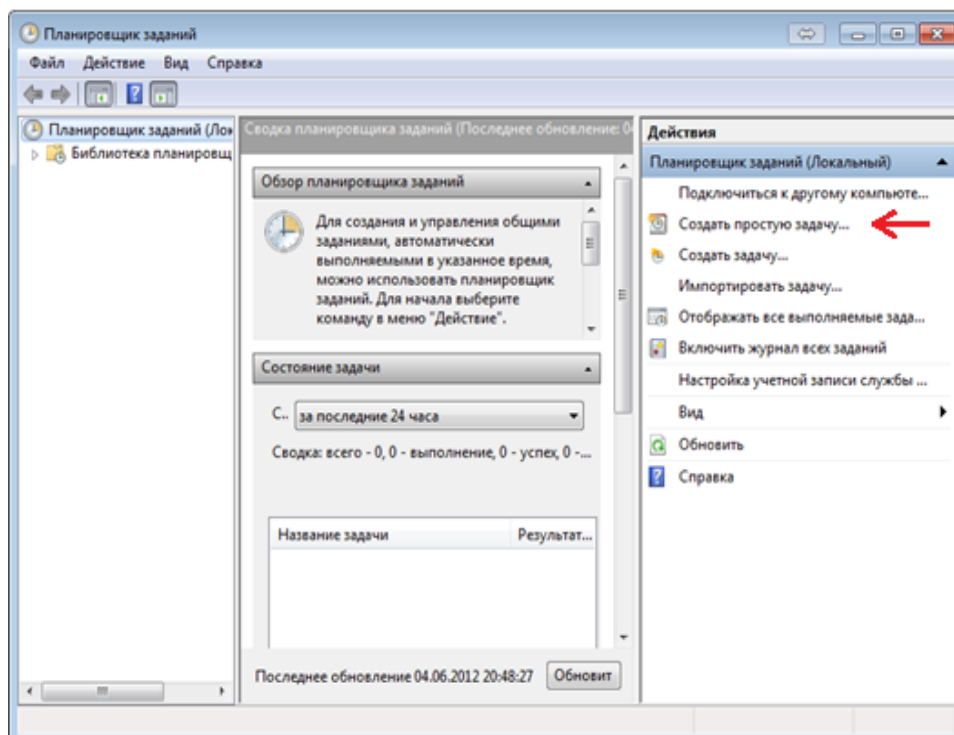 Планировщик заданий
Файл Действие Вид Справка
Планировщик заданий (Лок
Библиотека планировщ
Сводка планировщика заданий (Последнее обновление: 04
Обзор планировщика заданий
Для создания и управления общими
заданиями, автоматически
выполняемыми в указанное время,
можно использовать планировщик
заданий. Для начала выберите
команду в меню "Действие".
Состояние задачи
С.. за последние 24 часа
Сводка: всего - 0, 0 - выполнение, 0 - успех, 0 -...
Название задачи Результат...
Последнее обновление 04.06.2012 20:48:27 Обновит
Действия
Планировщик заданий (Локальный)
Подключиться к другому компьюте...
Создать простую задачу...
Создать задачу...
Импортировать задачу...
Отображать все выполняемые зада...
Включить журнал всех заданий
Настройка учетной записи службы ...
Вид
Обновить
Справка